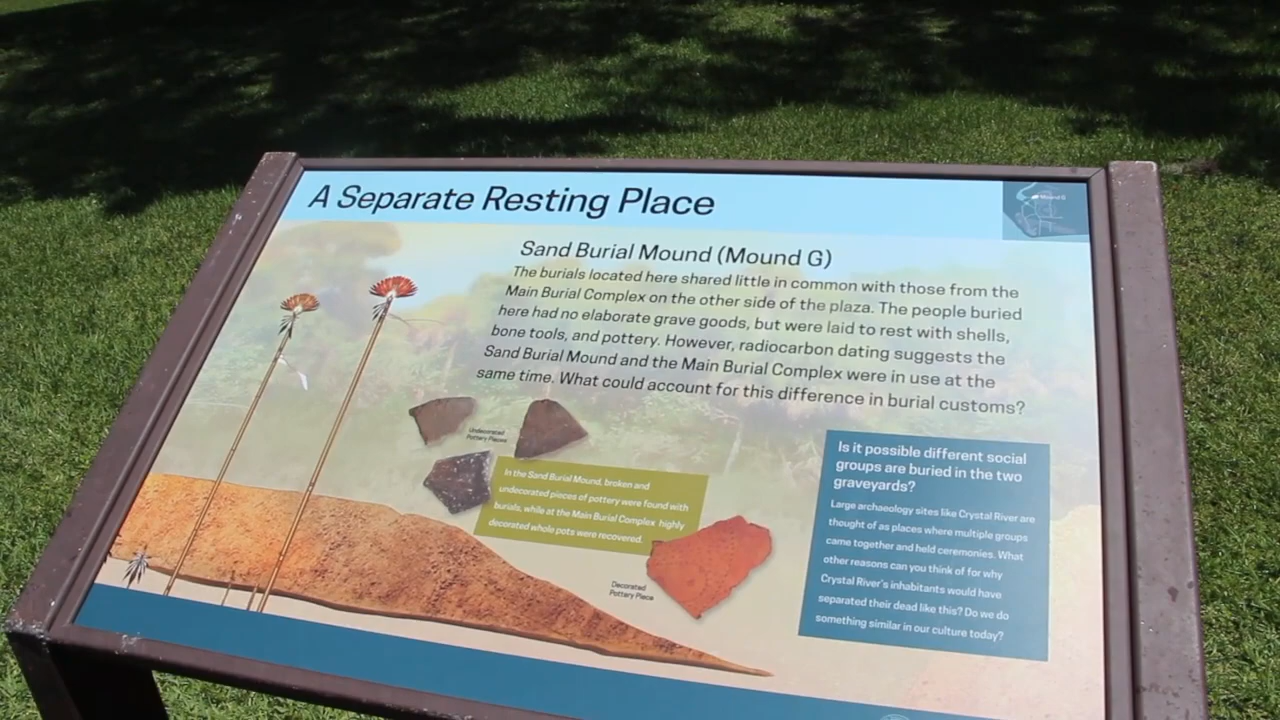 A Separate Resting Place
Mound G
Sand Burial Mound (Mound G)
The burials located here shared little in common with those from the
Main Burial Complex on the other side of the plaza. The people buried
here had no elaborate grave goods, but were laid to rest with shells,
bone tools, and pottery. However, radiocarbon dating suggests the
Sand Burial Mound and the Main Burial Complex were in use at the
same time. What could account for this difference in burial customs?
Undecorated
Pottery Pieces
In the Sand Burial Mound, broken and
undecorated pieces of pottery were found with
burials, while at the Main Burial Complex highly
decorated whole pots were recovered.
Decorated
Pottery Piece
Is it possible different social
groups are buried in the two
graveyards?
Large archaeology sites like Crystal River are
thought of as places where multiple groups
came together and held ceremonies. What
other reasons can you think of for why
Crystal River's inhabitants would have
separated their dead like this? Do we do
something similar in our culture today?